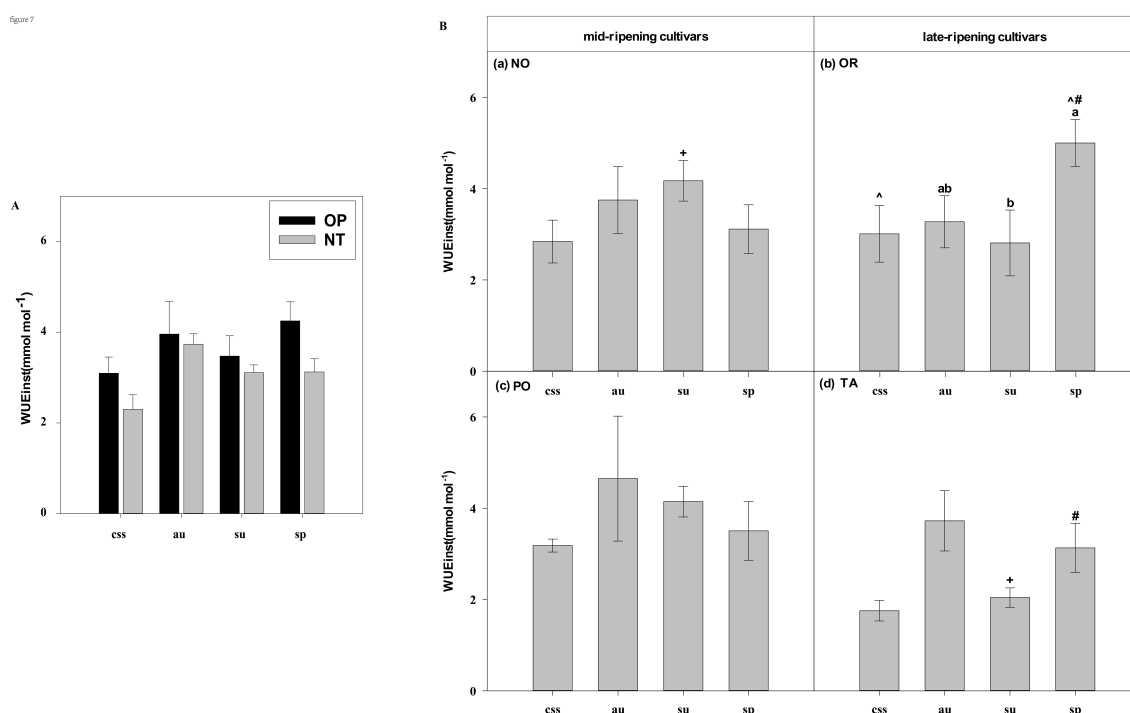 figure 7
A
WUEinst(mmol mol⁻¹)
6
4
2
0
OP
NT
css au su sp
B
mid-ripening cultivars late-ripening cultivars
(a) NO
WUEinst(mmol mol⁻¹)
6
4
2
0
+
css au su sp
(b) OR
^
ab
b
^#
a
css au su sp
(c) PO
WUEinst(mmol mol⁻¹)
6
4
2
0
css au su sp
(d) TA
+
#
css au su sp